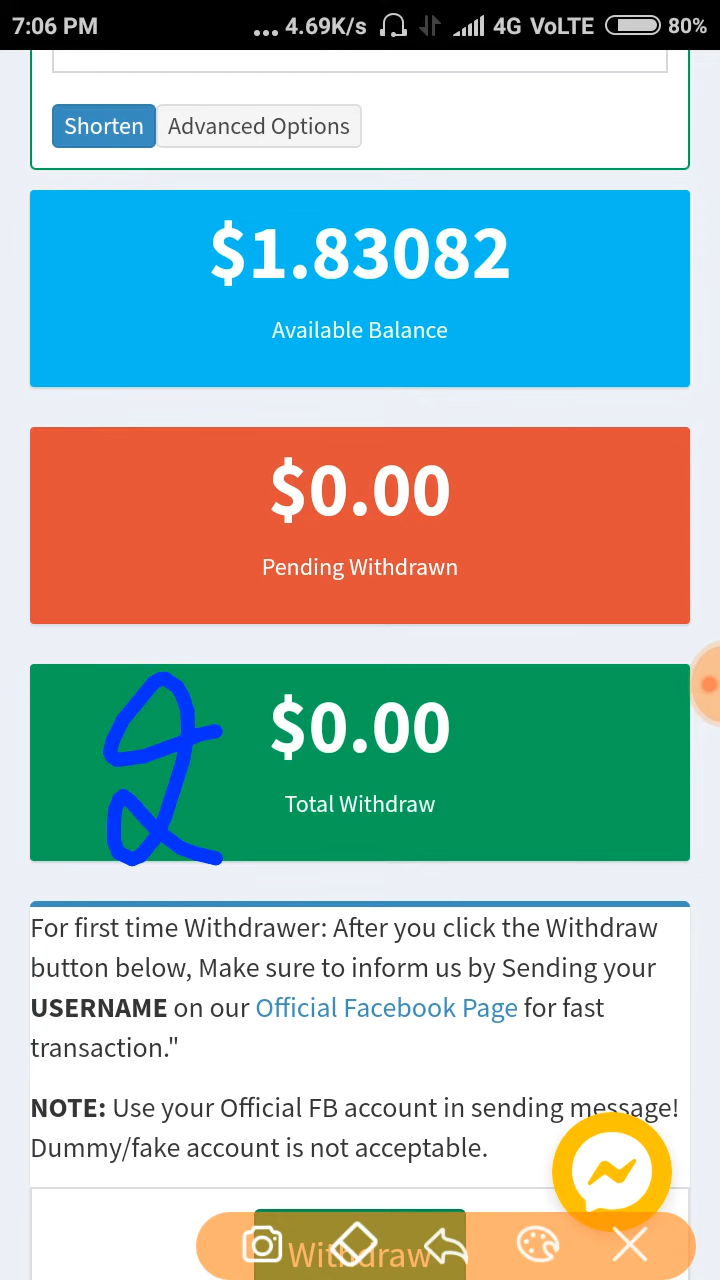 7:06 PM ... 4.69K/s 4G VoLTE 80%
Shorten Advanced Options
$1.83082
Available Balance
$0.00
Pending Withdrawn
$0.00
Total Withdraw
For first time Withdrawer: After you click the Withdraw
button below, Make sure to inform us by Sending your
USERNAME on our Official Facebook Page for fast
transaction."
NOTE: Use your Official FB account in sending message!
Dummy/fake account is not acceptable.
Withdraw